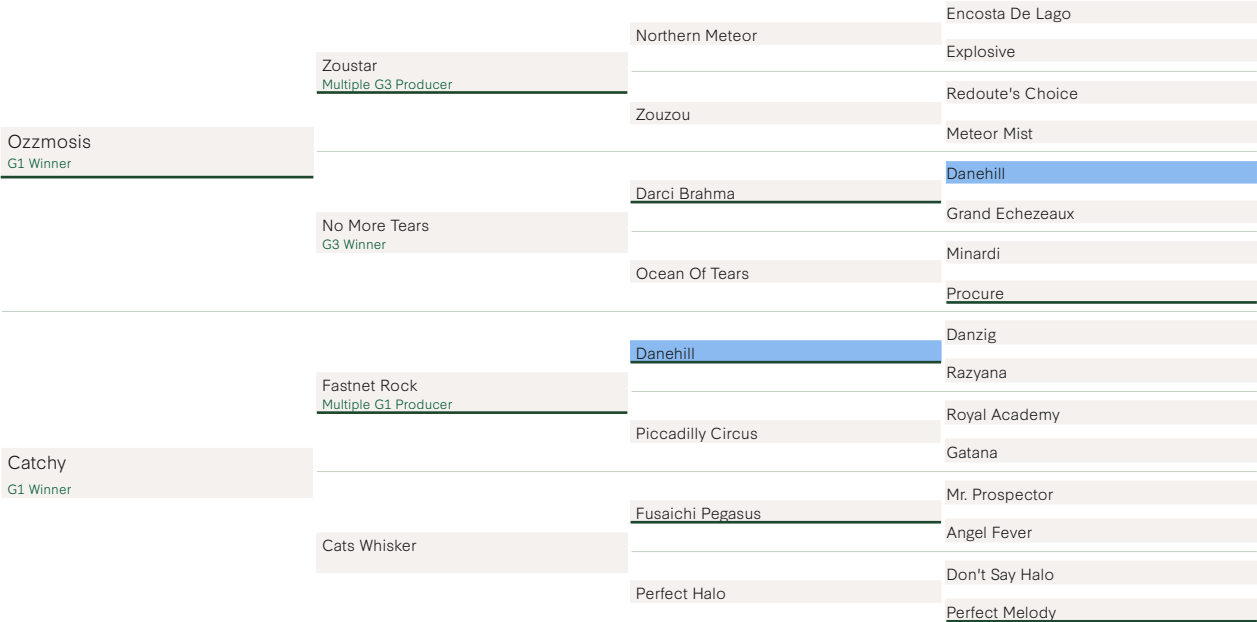 Ozzmosis
G1 Winner
Catchy
G1 Winner
Zoustar
Multiple G3 Producer
No More Tears
G3 Winner
Fastnet Rock
Multiple G1 Producer
Cats Whisker
Northern Meteor
Zouzou
Darci Brahma
Ocean Of Tears
Danehill
Piccadilly Circus
Fusaichi Pegasus
Perfect Halo
Encosta De Lago
Explosive
Redoute's Choice
Meteor Mist
Danehill
Grand Echezeaux
Minardi
Procure
Danzig
Razyana
Royal Academy
Gatana
Mr. Prospector
Angel Fever
Don't Say Halo
Perfect Melody